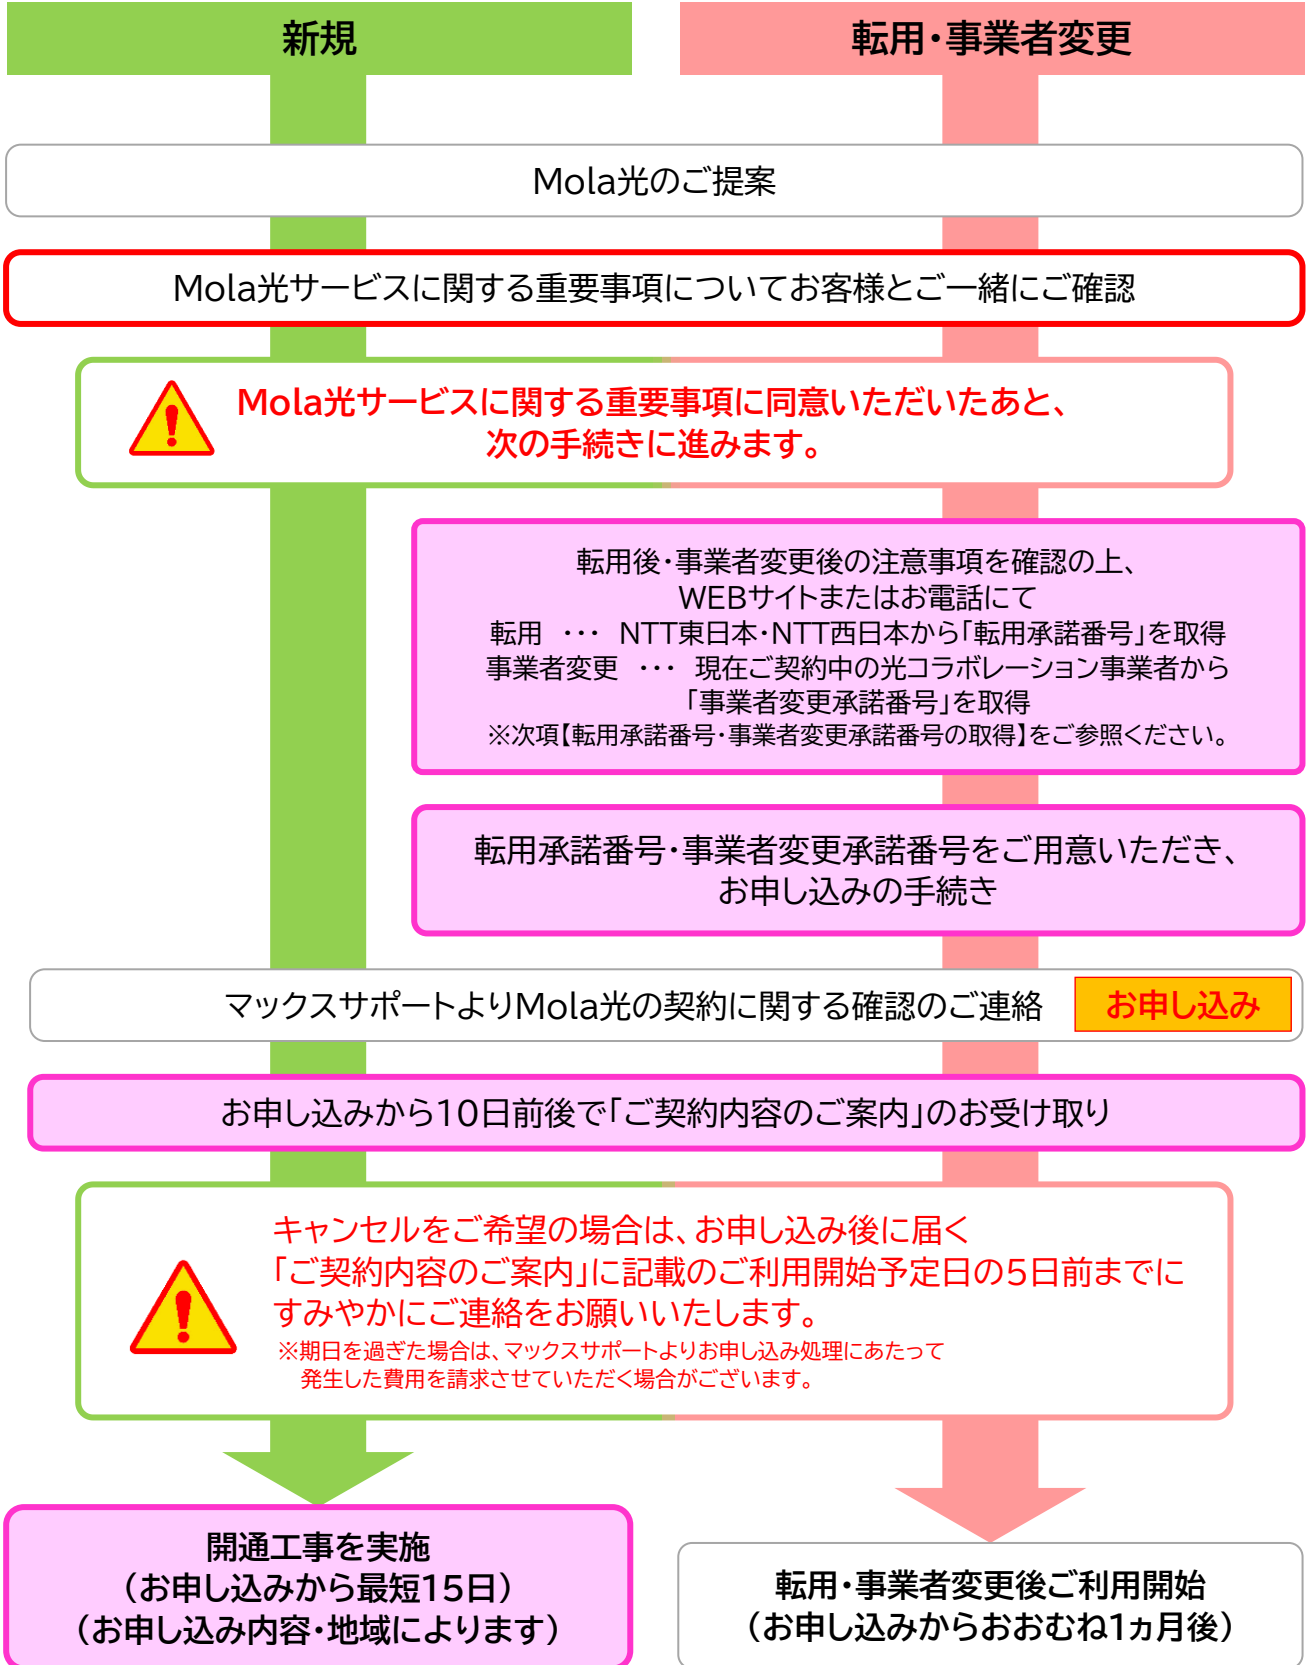 新規
転用・事業者変更
Mola光のご提案
Mola光サービスに関する重要事項についてお客様とご一緒にご確認
Mola光サービスに関する重要事項に同意いただいたあと、
次の手続きに進みます。
転用後・事業者変更後の注意事項を確認の上、
WEBサイトまたはお電話にて
転用 ・・・ NTT東日本・NTT西日本から「転用承諾番号」を取得
事業者変更 ・・・ 現在ご契約中の光コラボレーション事業者から
「事業者変更承諾番号」を取得
※次項【転用承諾番号・事業者変更承諾番号の取得】をご参照ください。
転用承諾番号・事業者変更承諾番号をご用意いただき、
お申し込みの手続き
マックスサポートよりMola光の契約に関する確認のご連絡
お申し込み
お申し込みから10日前後で「ご契約内容のご案内」のお受け取り
キャンセルをご希望の場合は、お申し込み後に届く
「ご契約内容のご案内」に記載のご利用開始予定日の5日前までに
すみやかにご連絡をお願いいたします。
※期日を過ぎた場合は、マックスサポートよりお申し込み処理にあたって
発生した費用を請求させていただく場合がございます。
開通工事を実施
（お申し込みから最短15日）
（お申し込み内容・地域によります）
転用・事業者変更後ご利用開始
（お申し込みからおおむね1ヵ月後）